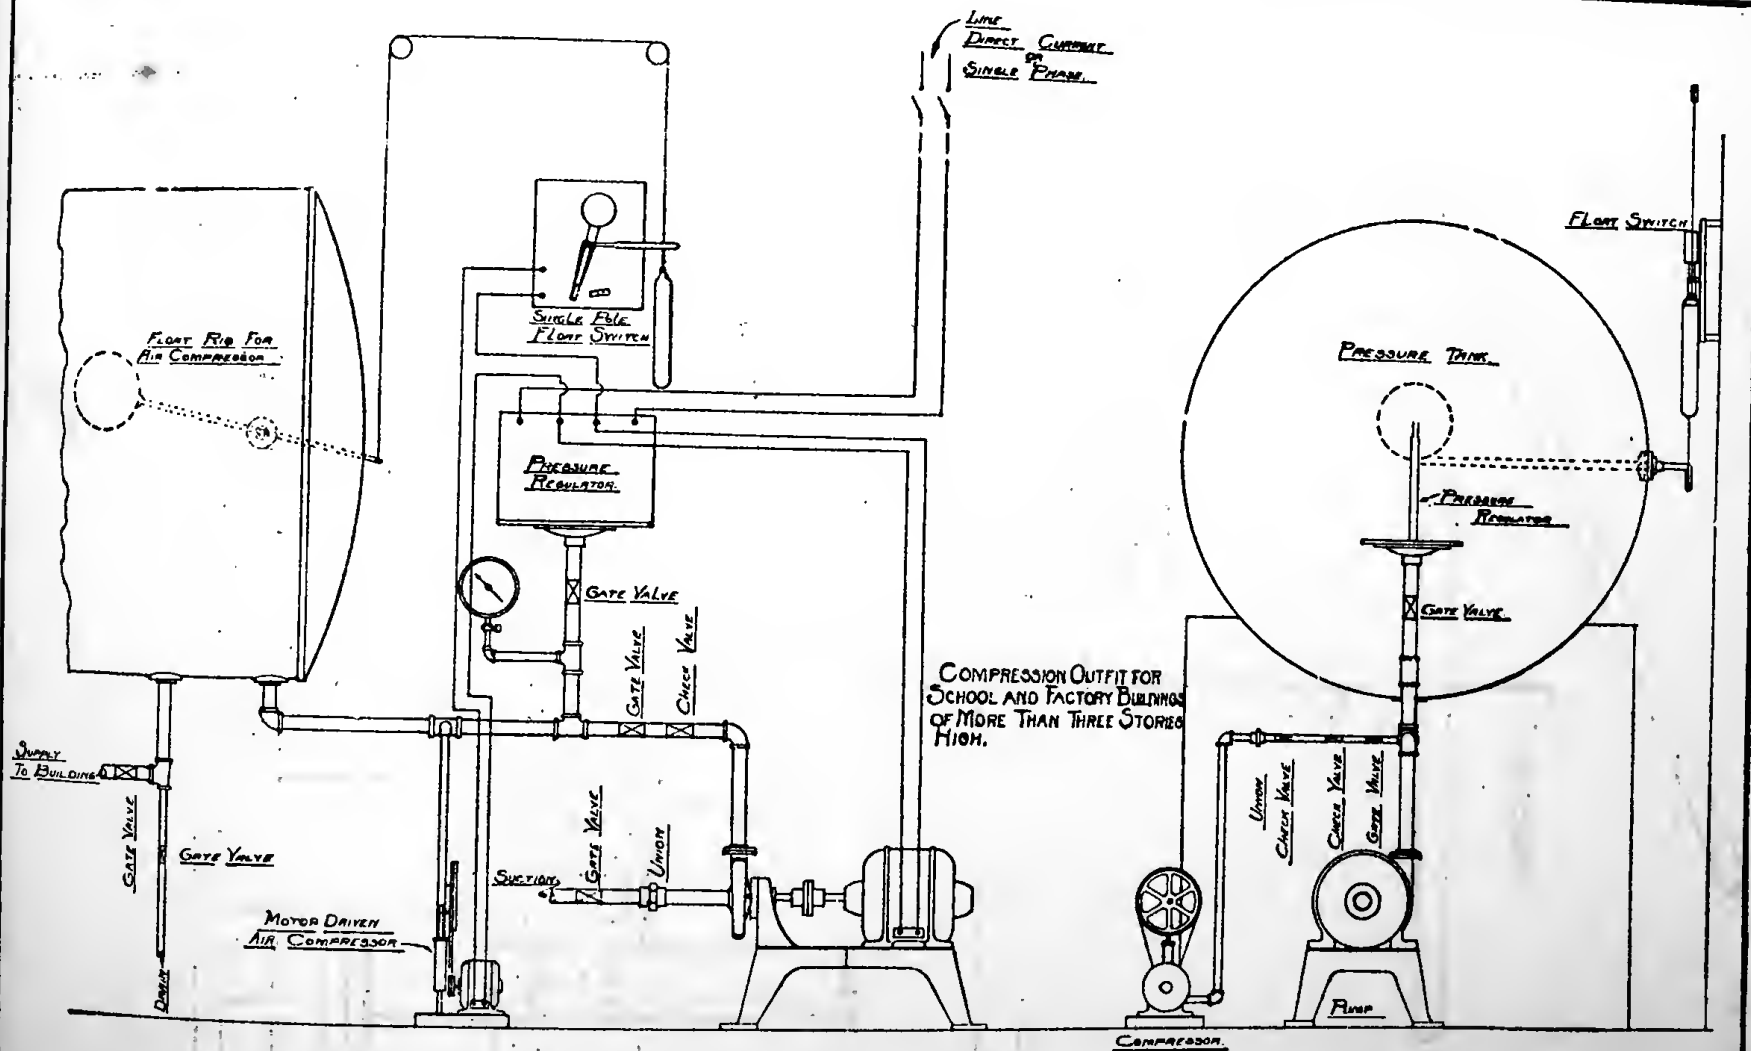 LINE
DIRECT CURRENT
OR
SINGLE PHASE.
FLOAT SWITCH
SINGLE POLE
FLOAT SWITCH
FLOAT RIG FOR
AIR COMPRESSOR
PRESSURE TANK.
PRESSURE
REGULATOR.
PRESSURE
REGULATOR
GATE VALVE
GATE VALVE.
GATE VALVE
CHECK VALVE
COMPRESSION OUTFIT FOR
SCHOOL AND FACTORY BUILDINGS
OF MORE THAN THREE STORIES
HIGH.
SUPPLY
TO BUILDING
GATE VALVE
GATE VALVE
UNION
CHECK VALVE
CHECK VALVE
GATE VALVE
SUCTION
GATE VALVE
UNION
MOTOR DRIVEN
AIR COMPRESSOR
DRAIN
PUMP
COMPRESSOR.